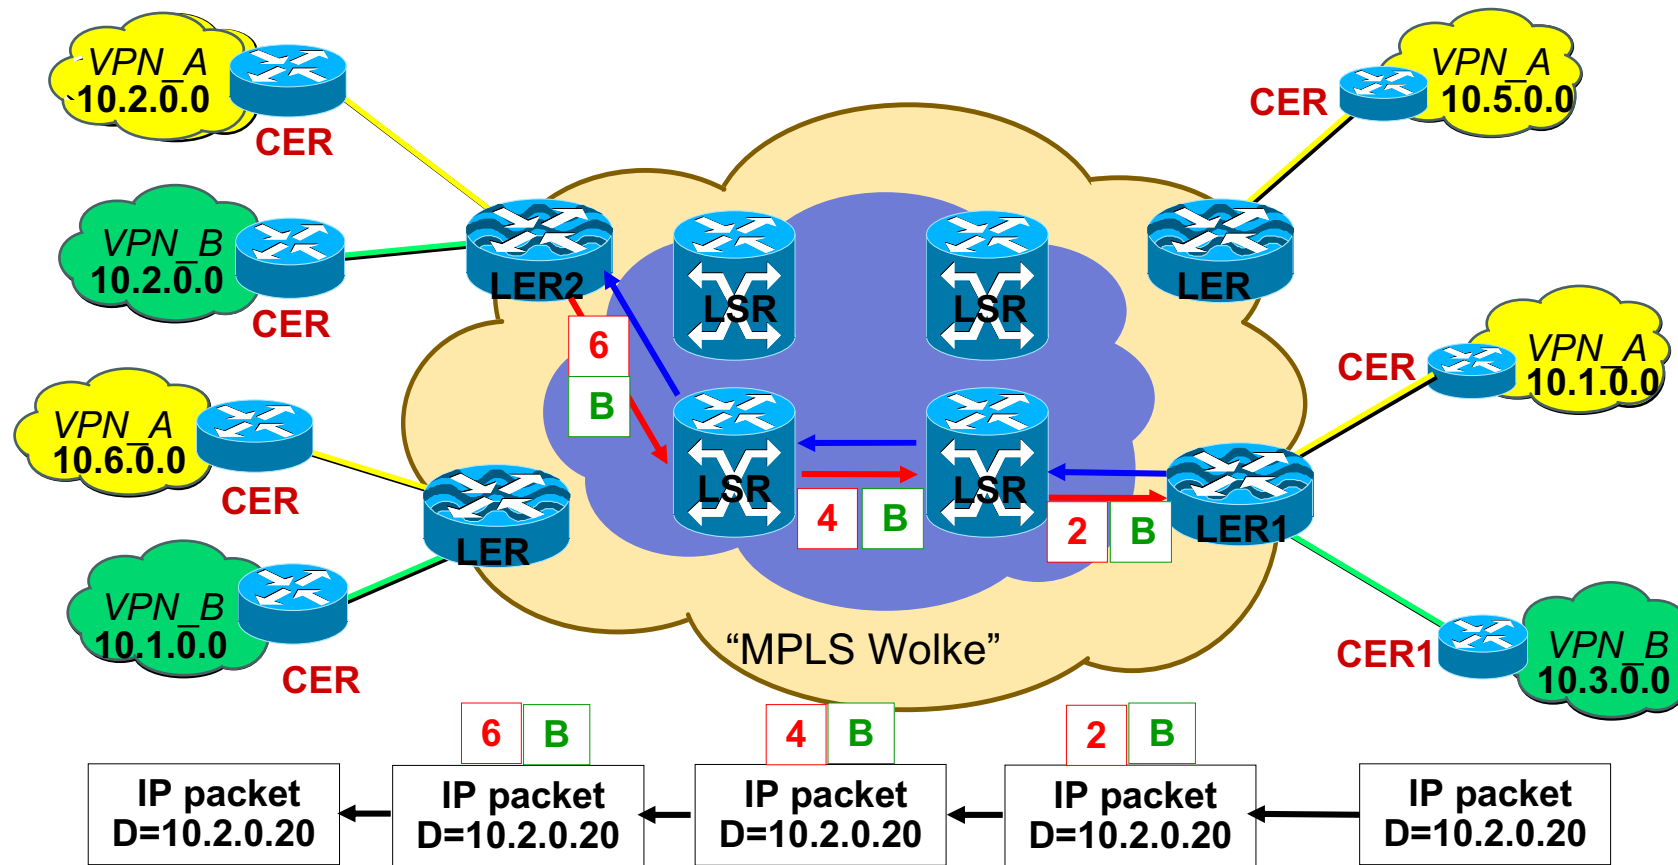 VPN_A
10.2.0.0
CER
VPN_A
10.5.0.0
CER
VPN_B
10.2.0.0
CER
LER2
LSR
LSR
LER
6
B
VPN_A
10.1.0.0
CER
VPN_A
10.6.0.0
CER
LER
LSR
LSR
LER1
4 B
2 B
VPN_B
10.1.0.0
CER
“MPLS Wolke”
CER1
VPN_B
10.3.0.0
6 B
4 B
2 B
IP packet
D=10.2.0.20
IP packet
D=10.2.0.20
IP packet
D=10.2.0.20
IP packet
D=10.2.0.20
IP packet
D=10.2.0.20